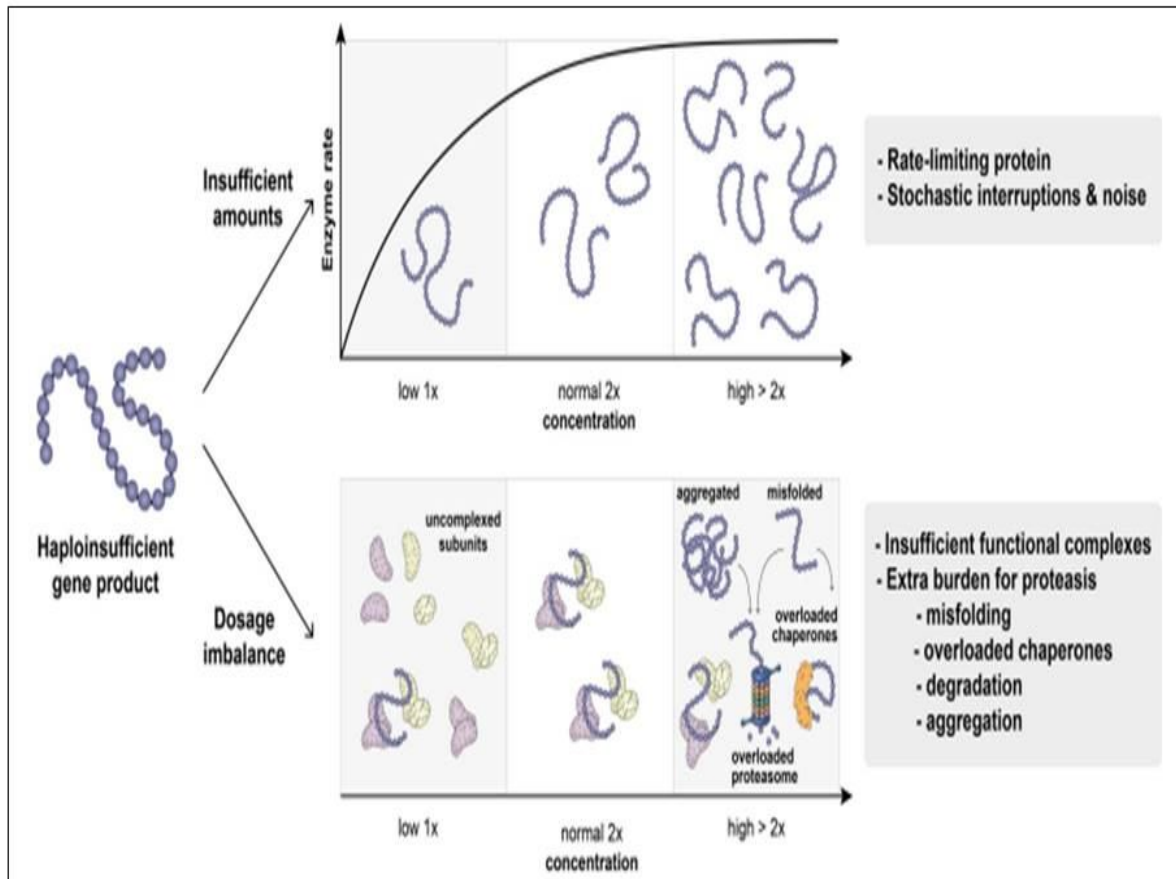 Insufficient
amounts
Enzyme rate
low 1x
normal 2x
high > 2x
concentration
- Rate-limiting protein
- Stochastic interruptions & noise
Haploinsufficient
gene product
Dosage
imbalance
uncomplexed
subunits
aggregated
misfolded
overloaded
chaperones
overloaded
proteasome
low 1x
normal 2x
high > 2x
concentration
- Insufficient functional complexes
- Extra burden for proteasis
- misfolding
- overloaded chaperones
- degradation
- aggregation